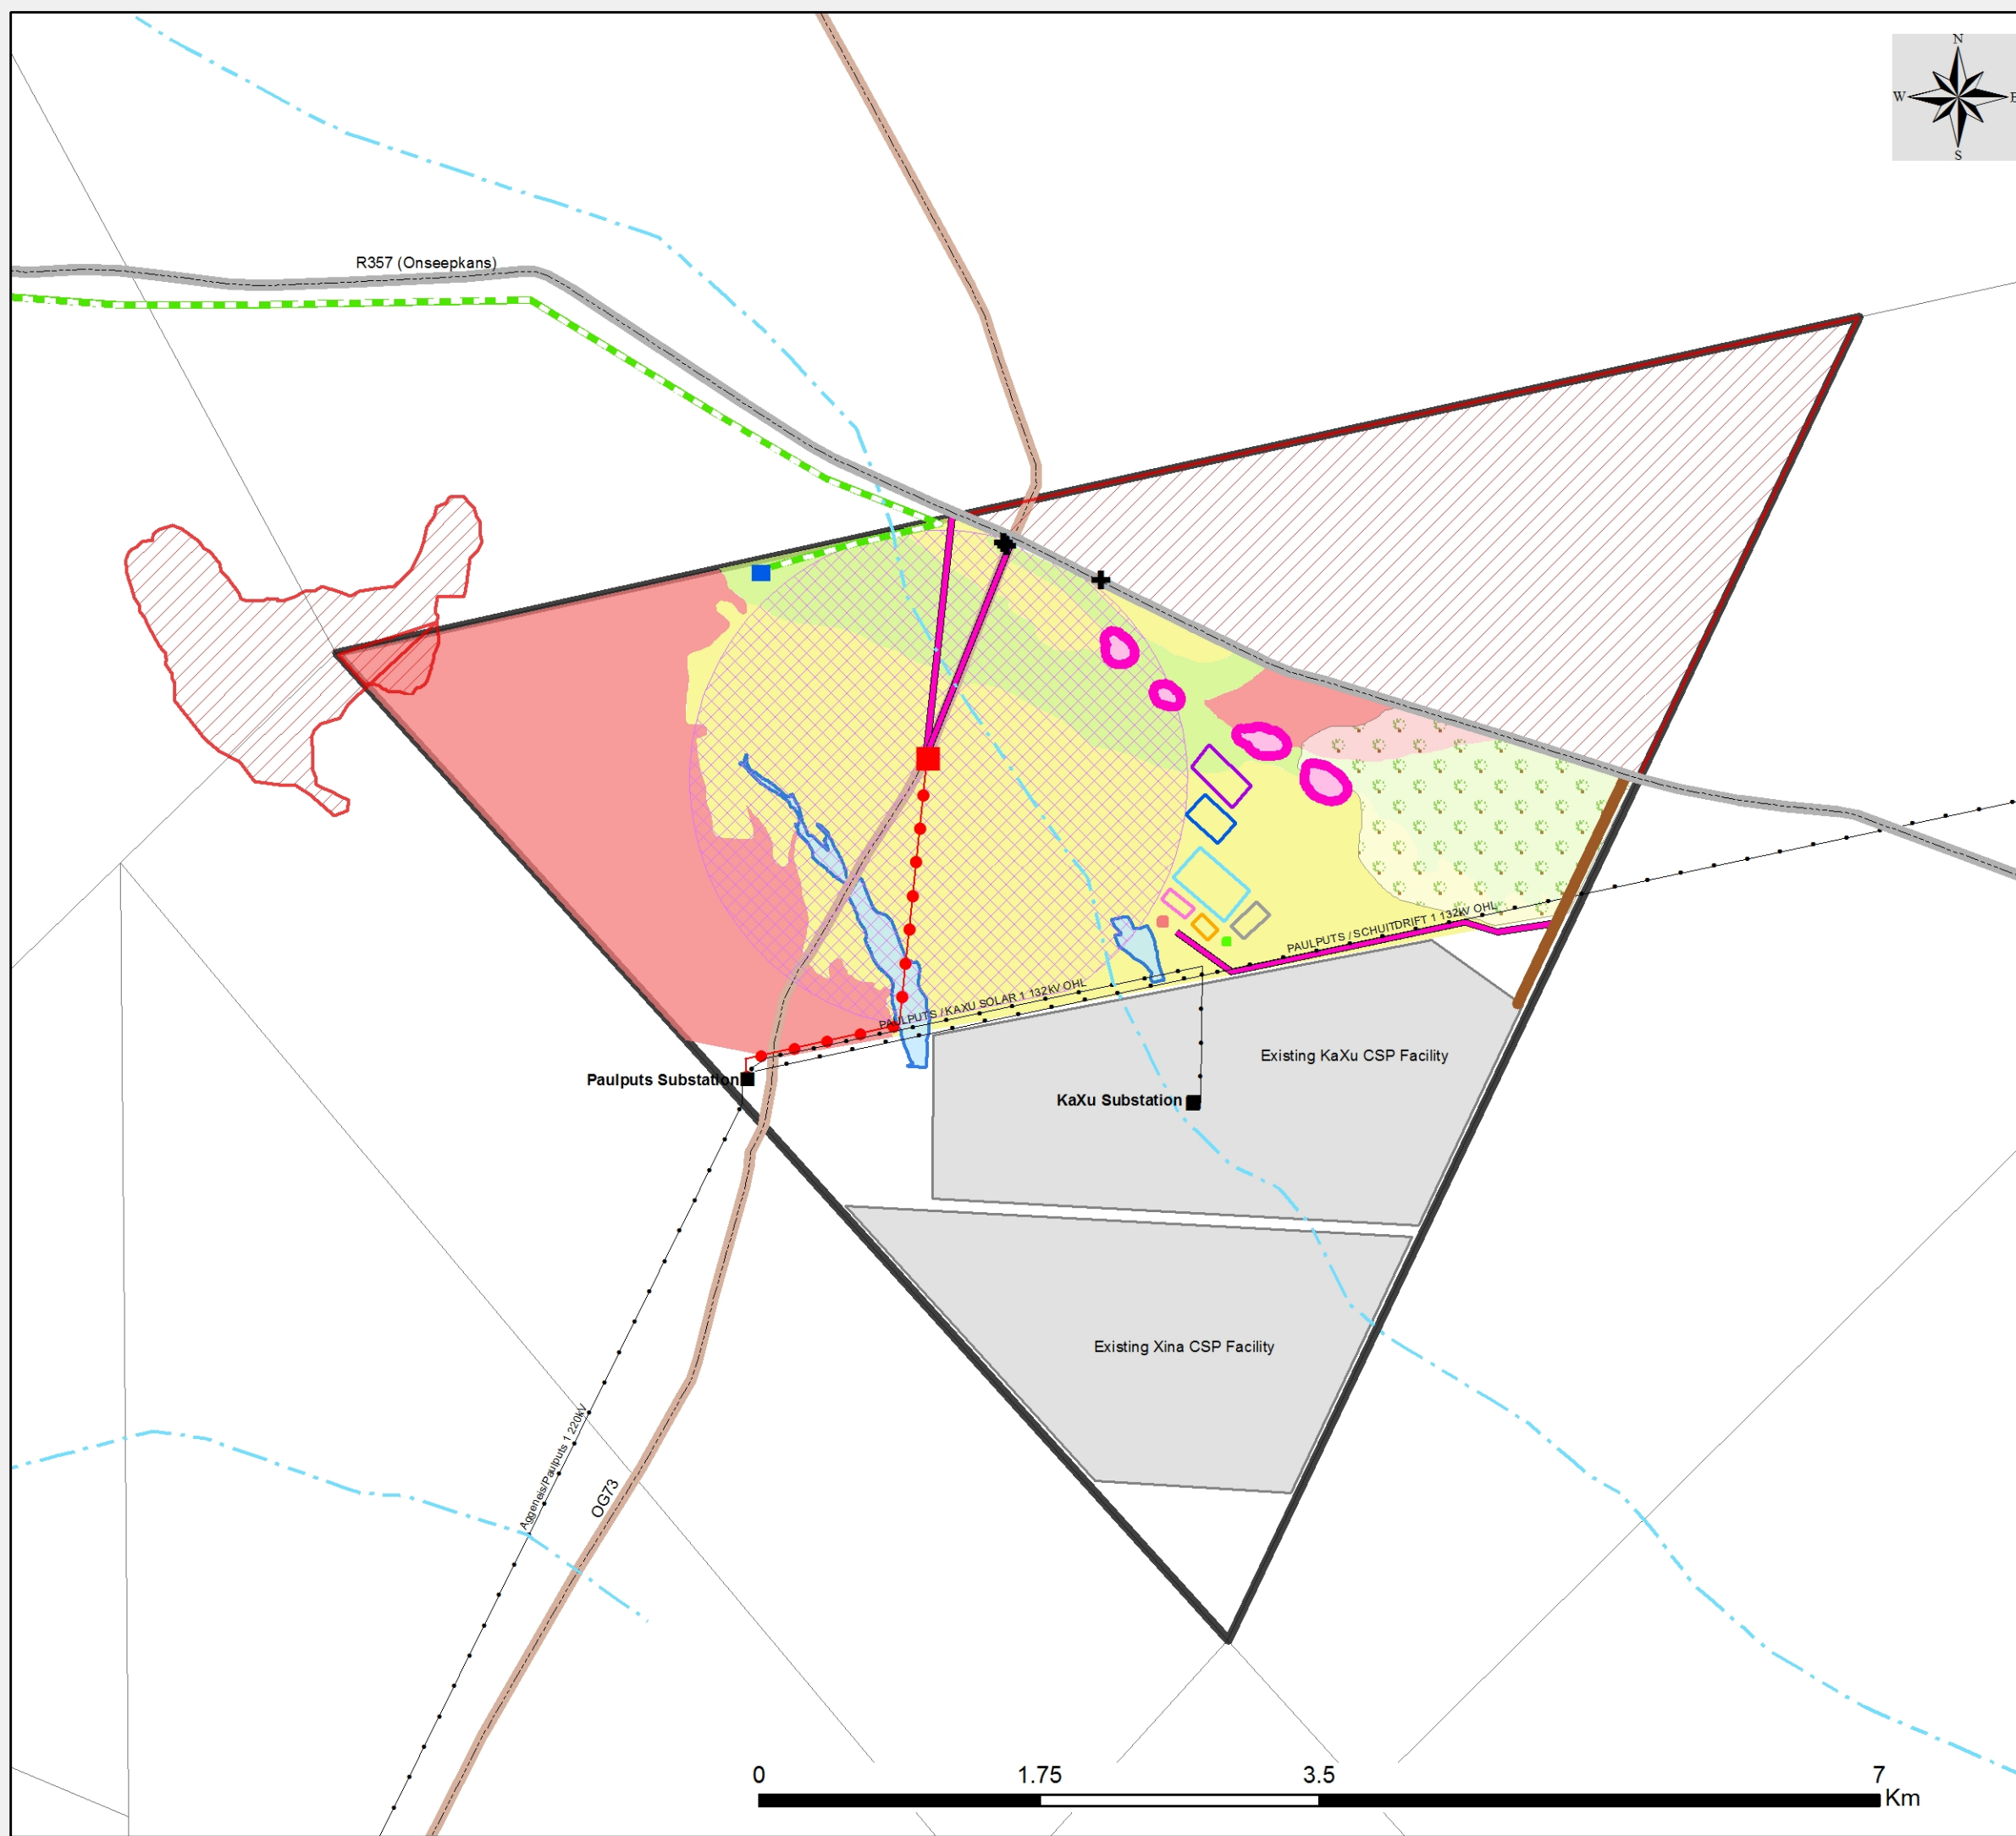 N
W E
S
R357 (Onseepkans)
PAULPUTS / SCHUITDRIFT 1 132kV OHL
PAULPUTS / KAXU SOLAR 1 132kV OHL
Existing KaXu CSP Facility
Paulputs Substation
KaXu Substation
Existing Xina CSP Facility
Aggeneis/Paulputs 1 220kV
OG73
0 1.75 3.5 7
Km